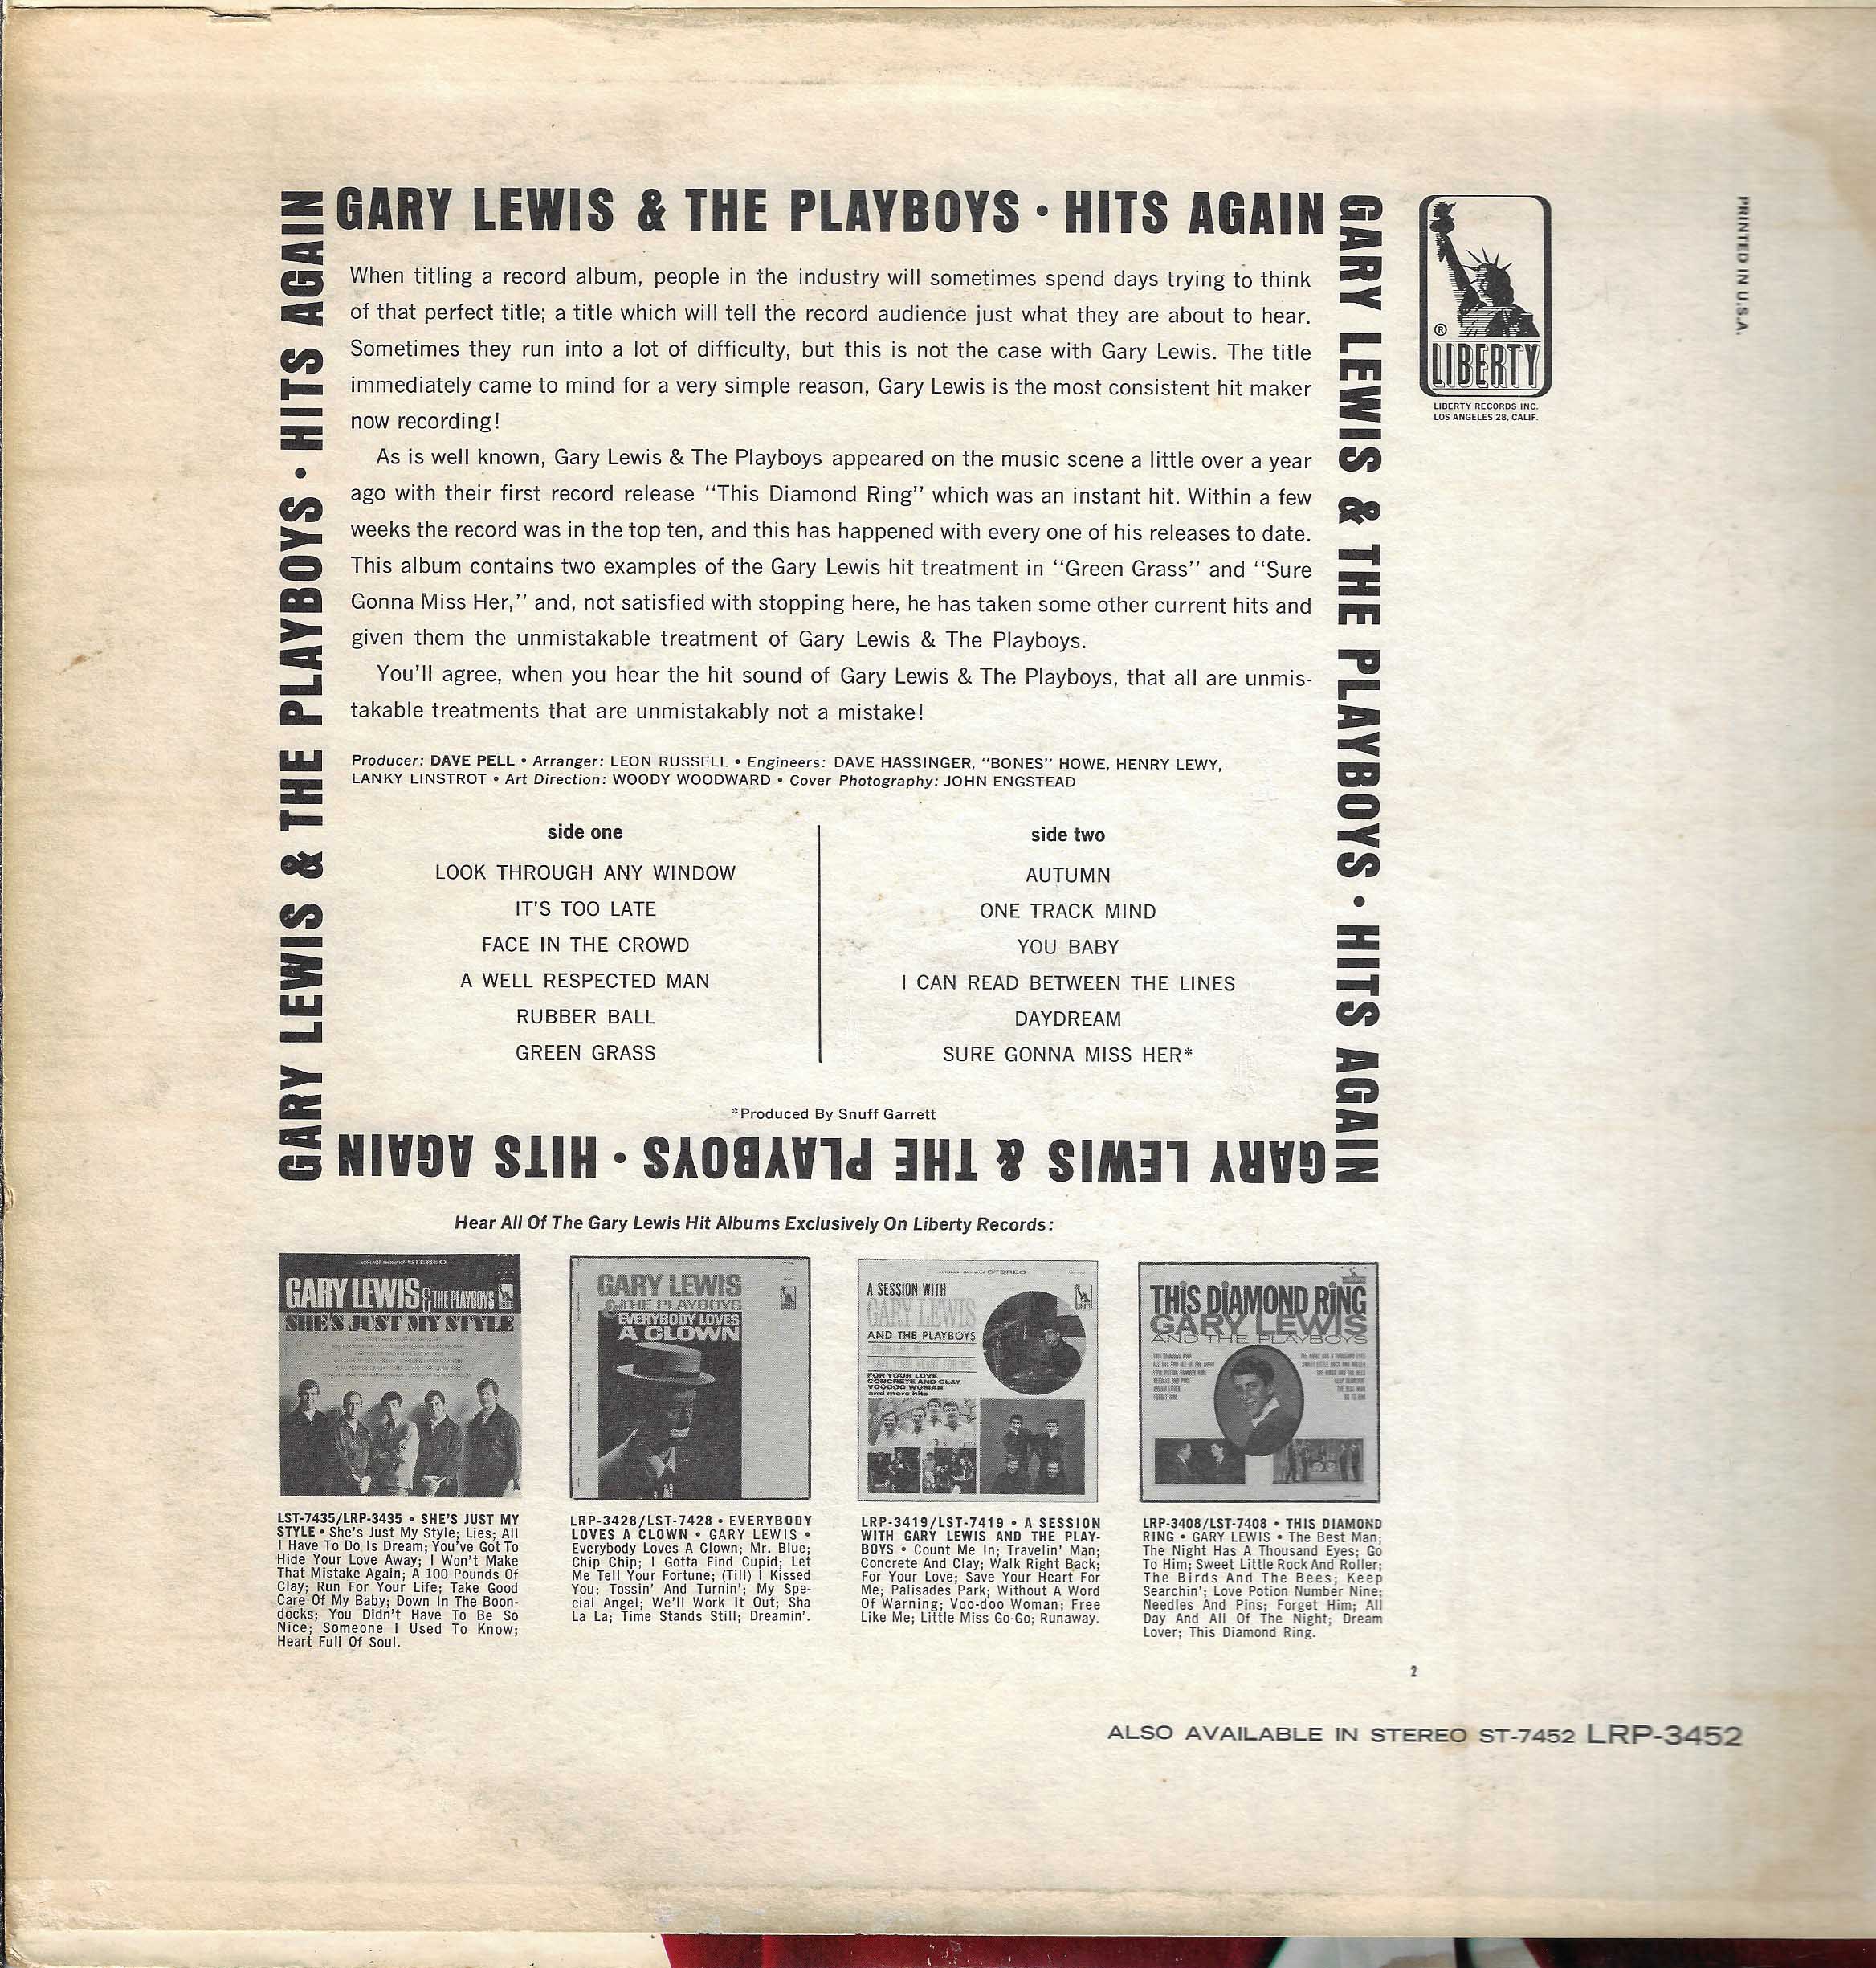 GARY LEWIS & THE PLAYBOYS • HITS AGAIN
GARY LEWIS & THE PLAYBOYS • HITS AGAIN
GARY LEWIS & THE PLAYBOYS • HITS AGAIN
® LIBERTY
LIBERTY RECORDS INC.
LOS ANGELES 28, CALIF.
PRINTED IN U.S.A.
When titling a record album, people in the industry will sometimes spend days trying to think
of that perfect title; a title which will tell the record audience just what they are about to hear.
Sometimes they run into a lot of difficulty, but this is not the case with Gary Lewis. The title
immediately came to mind for a very simple reason, Gary Lewis is the most consistent hit maker
now recording!
As is well known, Gary Lewis & The Playboys appeared on the music scene a little over a year
ago with their first record release "This Diamond Ring" which was an instant hit. Within a few
weeks the record was in the top ten, and this has happened with every one of his releases to date.
This album contains two examples of the Gary Lewis hit treatment in "Green Grass" and "Sure
Gonna Miss Her," and, not satisfied with stopping here, he has taken some other current hits and
given them the unmistakable treatment of Gary Lewis & The Playboys.
You'll agree, when you hear the hit sound of Gary Lewis & The Playboys, that all are unmis-
takable treatments that are unmistakably not a mistake!
Producer: DAVE PELL • Arranger: LEON RUSSELL • Engineers: DAVE HASSINGER, "BONES" HOWE, HENRY LEWY,
LANKY LINSTROT • Art Direction: WOODY WOODWARD • Cover Photography: JOHN ENGSTEAD
side one
LOOK THROUGH ANY WINDOW
IT'S TOO LATE
FACE IN THE CROWD
A WELL RESPECTED MAN
RUBBER BALL
GREEN GRASS
side two
AUTUMN
ONE TRACK MIND
YOU BABY
I CAN READ BETWEEN THE LINES
DAYDREAM
SURE GONNA MISS HER*
*Produced By Snuff Garrett
GARY LEWIS & THE PLAYBOYS • HITS AGAIN
Hear All Of The Gary Lewis Hit Albums Exclusively On Liberty Records:
STEREO
GARY LEWIS & THE PLAYBOYS
SHE'S JUST MY STYLE
LST-7435/LRP-3435 • SHE'S JUST MY
STYLE • She's Just My Style; Lies; All
I Have To Do Is Dream; You've Got To
Hide Your Love Away; I Won't Make
That Mistake Again; A 100 Pounds Of
Clay; Run For Your Life; Take Good
Care Of My Baby; Down In The Boon-
docks; You Didn't Have To Be So
Nice; Someone I Used To Know;
Heart Full Of Soul.
GARY LEWIS
& THE PLAYBOYS
EVERYBODY LOVES
A CLOWN
LRP-3428/LST-7428 • EVERYBODY
LOVES A CLOWN • GARY LEWIS •
Everybody Loves A Clown; Mr. Blue;
Chip Chip; I Gotta Find Cupid; Let
Me Tell Your Fortune; (Till) I Kissed
You; Tossin' And Turnin'; My Spe-
cial Angel; We'll Work It Out; Sha
La La; Time Stands Still; Dreamin'.
STEREO
A SESSION WITH
GARY LEWIS
AND THE PLAYBOYS
COUNT ME IN
SAVE YOUR HEART FOR ME
FOR YOUR LOVE
CONCRETE AND CLAY
VOODOO WOMAN
and more hits
LRP-3419/LST-7419 • A SESSION
WITH GARY LEWIS AND THE PLAY-
BOYS • Count Me In; Travelin' Man;
Concrete And Clay; Walk Right Back;
For Your Love; Save Your Heart For
Me; Palisades Park; Without A Word
Of Warning; Voo-doo Woman; Free
Like Me; Little Miss Go-Go; Runaway.
THIS DIAMOND RING
GARY LEWIS
AND THE PLAYBOYS
LRP-3408/LST-7408 • THIS DIAMOND
RING • GARY LEWIS • The Best Man;
The Night Has A Thousand Eyes; Go
To Him; Sweet Little Rock And Roller;
The Birds And The Bees; Keep
Searchin'; Love Potion Number Nine;
Needles And Pins; Forget Him; All
Day And All Of The Night; Dream
Lover; This Diamond Ring.
2
ALSO AVAILABLE IN STEREO ST-7452 LRP-3452